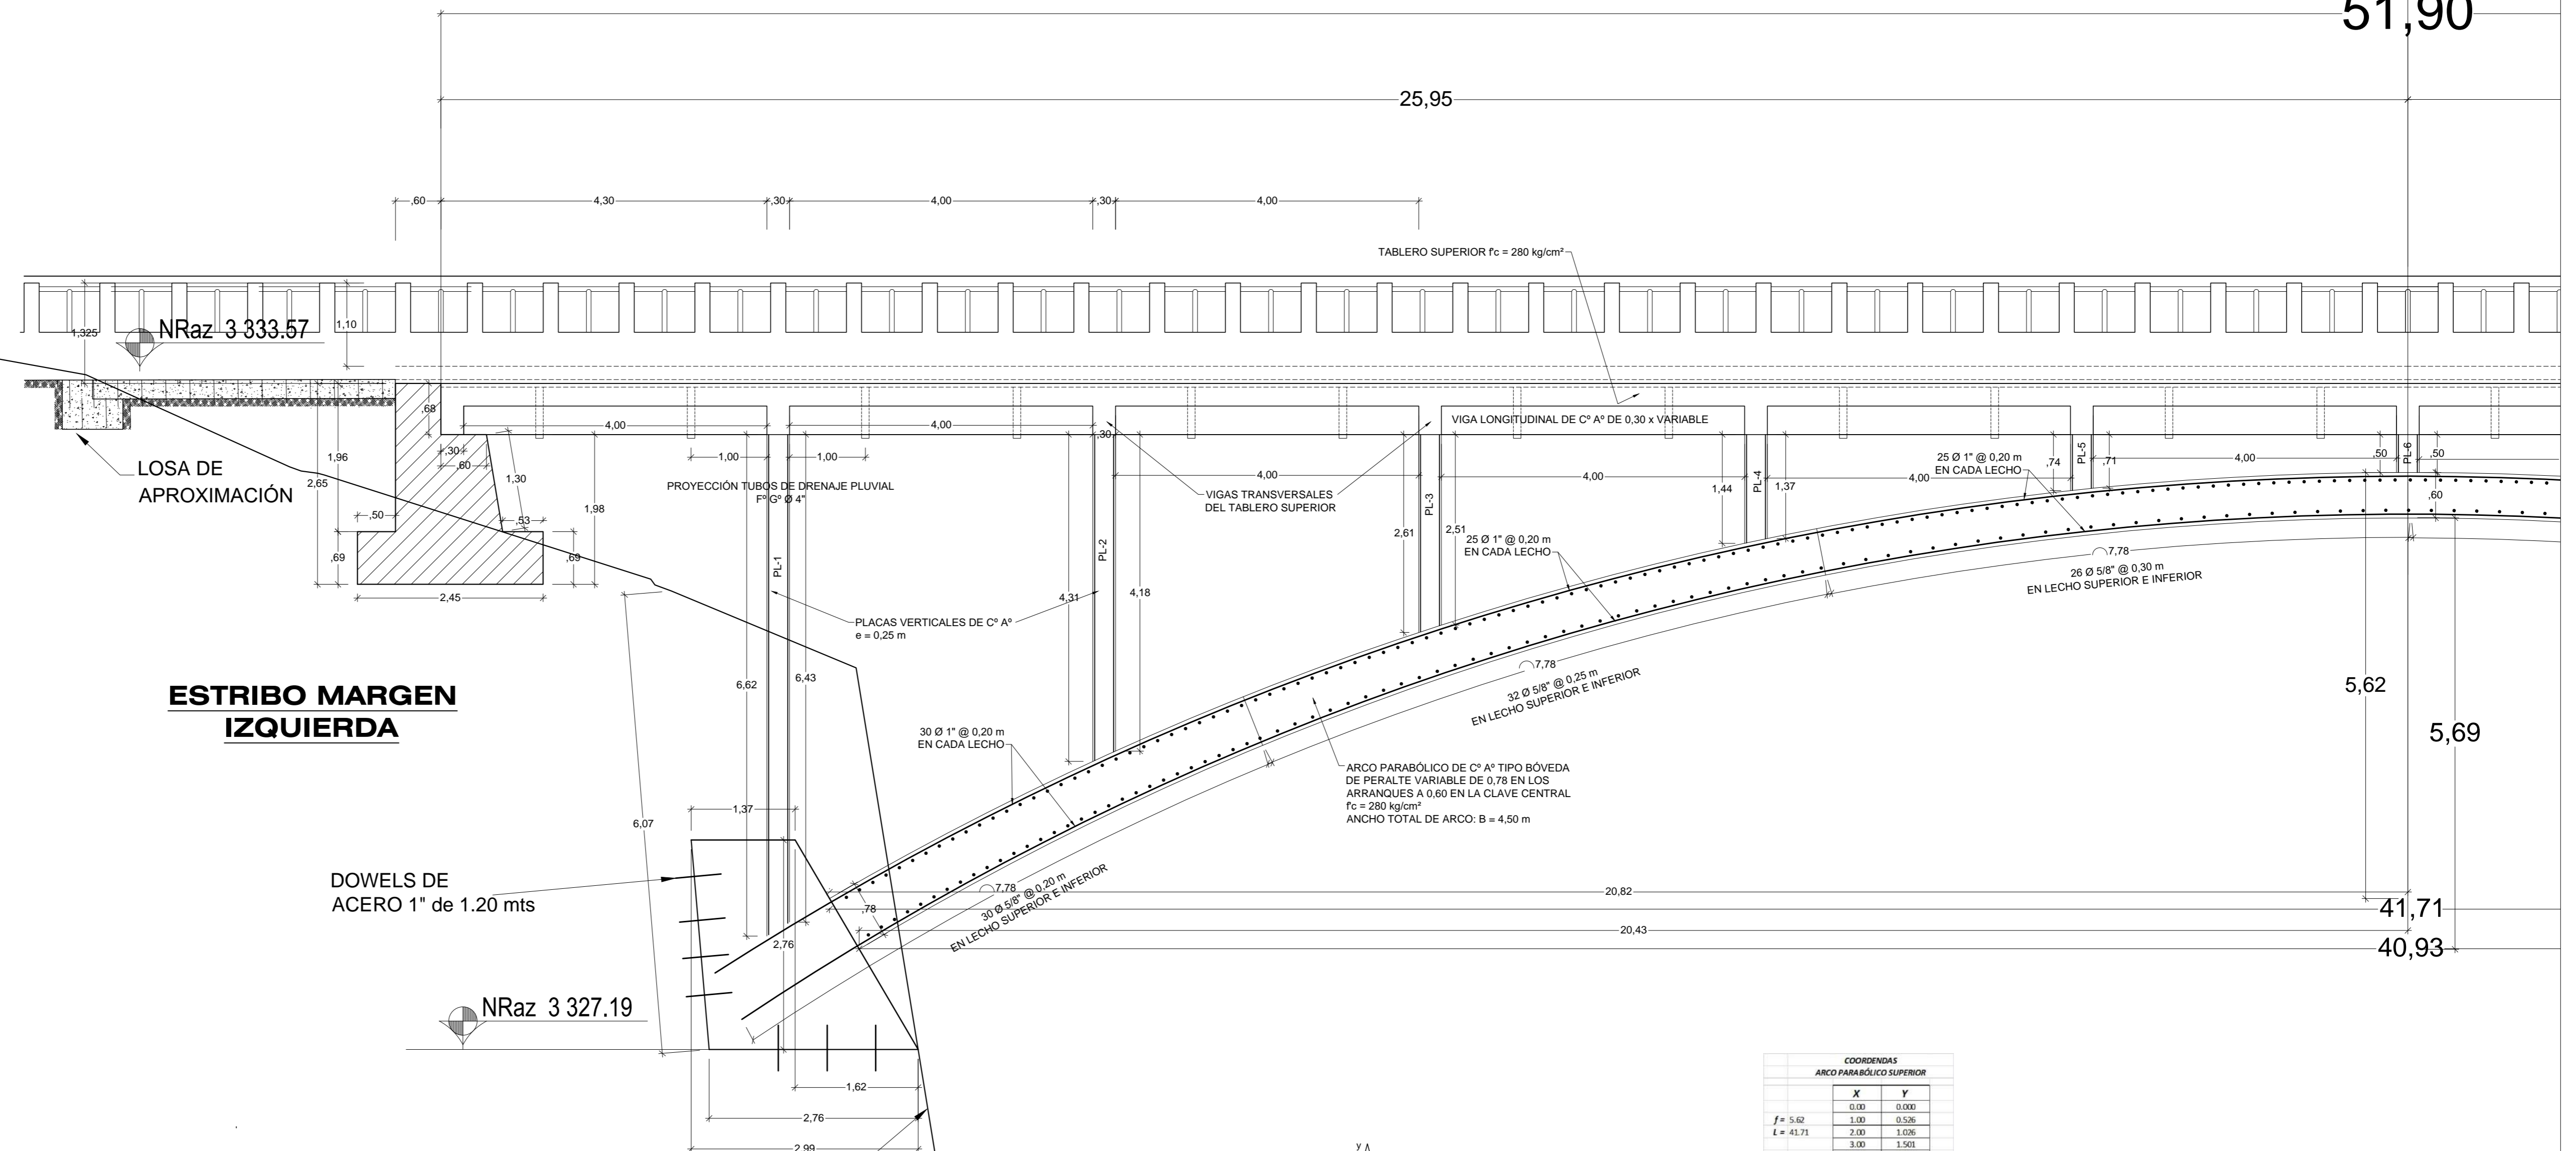 51,90
25,95
,60
4,30
,30
4,00
,30
4,00
TABLERO SUPERIOR f'c = 280 kg/cm²
1,325
NRaz 3 333.57
1,10
,68
4,00
4,00
,30
VIGA LONGITUDINAL DE Cº Aº DE 0,30 x VARIABLE
,30
,60
1,00
1,00
LOSA DE
APROXIMACIÓN
1,96
2,65
1,30
1,98
,50
,53
,69
,69
2,45
PROYECCIÓN TUBOS DE DRENAJE PLUVIAL
Fº Gº Ø 4"
4,00
VIGAS TRANSVERSALES
DEL TABLERO SUPERIOR
4,00
4,00
4,00
PL-1
PL-2
PL-3
PL-4
PL-5
PL-6
25 Ø 1" @ 0,20 m
EN CADA LECHO
,74
,71
,50
,50
,60
1,44
1,37
2,61
2,51
25 Ø 1" @ 0,20 m
EN CADA LECHO
4,31
4,18
7,78
26 Ø 5/8" @ 0,30 m
EN LECHO SUPERIOR E INFERIOR
PLACAS VERTICALES DE Cº Aº
e = 0,25 m
6,62
6,43
7,78
32 Ø 5/8" @ 0,25 m
EN LECHO SUPERIOR E INFERIOR
5,62
5,69
ESTRIBO MARGEN
IZQUIERDA
30 Ø 1" @ 0,20 m
EN CADA LECHO
ARCO PARABÓLICO DE Cº Aº TIPO BÓVEDA
DE PERALTE VARIABLE DE 0,78 EN LOS
ARRANQUES A 0,60 EN LA CLAVE CENTRAL
f'c = 280 kg/cm²
ANCHO TOTAL DE ARCO: B = 4,50 m
6,07
1,37
DOWELS DE
ACERO 1" de 1.20 mts
,78
7,78
30 Ø 5/8" @ 0,20 m
EN LECHO SUPERIOR E INFERIOR
20,82
41,71
20,43
40,93
2,76
NRaz 3 327.19
1,62
2,76
2,99
COORDENDAS
ARCO PARABÓLICO SUPERIOR
X Y
0.00 0.000
f = 5.62 1.00 0.526
L = 41.71 2.00 1.026
3.00 1.501
y